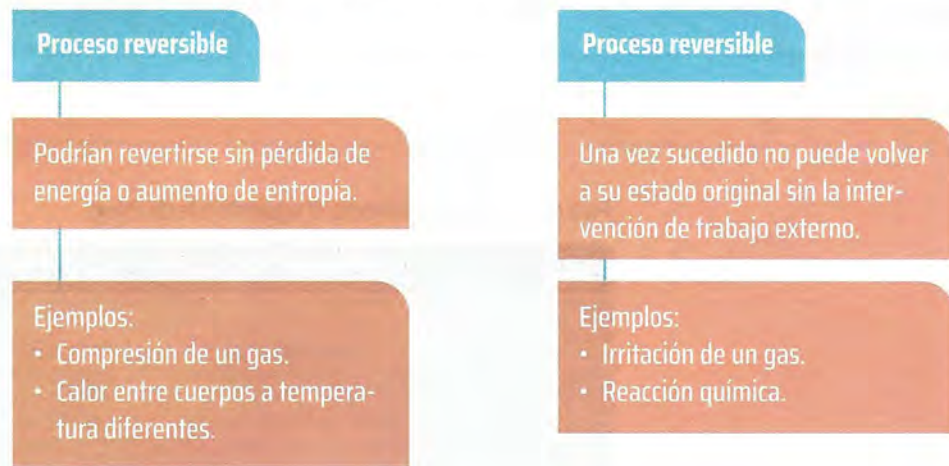 Proceso reversible
Podrían revertirse sin pérdida de
energía o aumento de entropía.
Ejemplos:
• Compresión de un gas.
• Calor entre cuerpos a tempera-
tura diferentes.
Proceso reversible
Una vez sucedido no puede volver
a su estado original sin la inter-
vención de trabajo externo.
Ejemplos:
• Irritación de un gas.
• Reacción química.